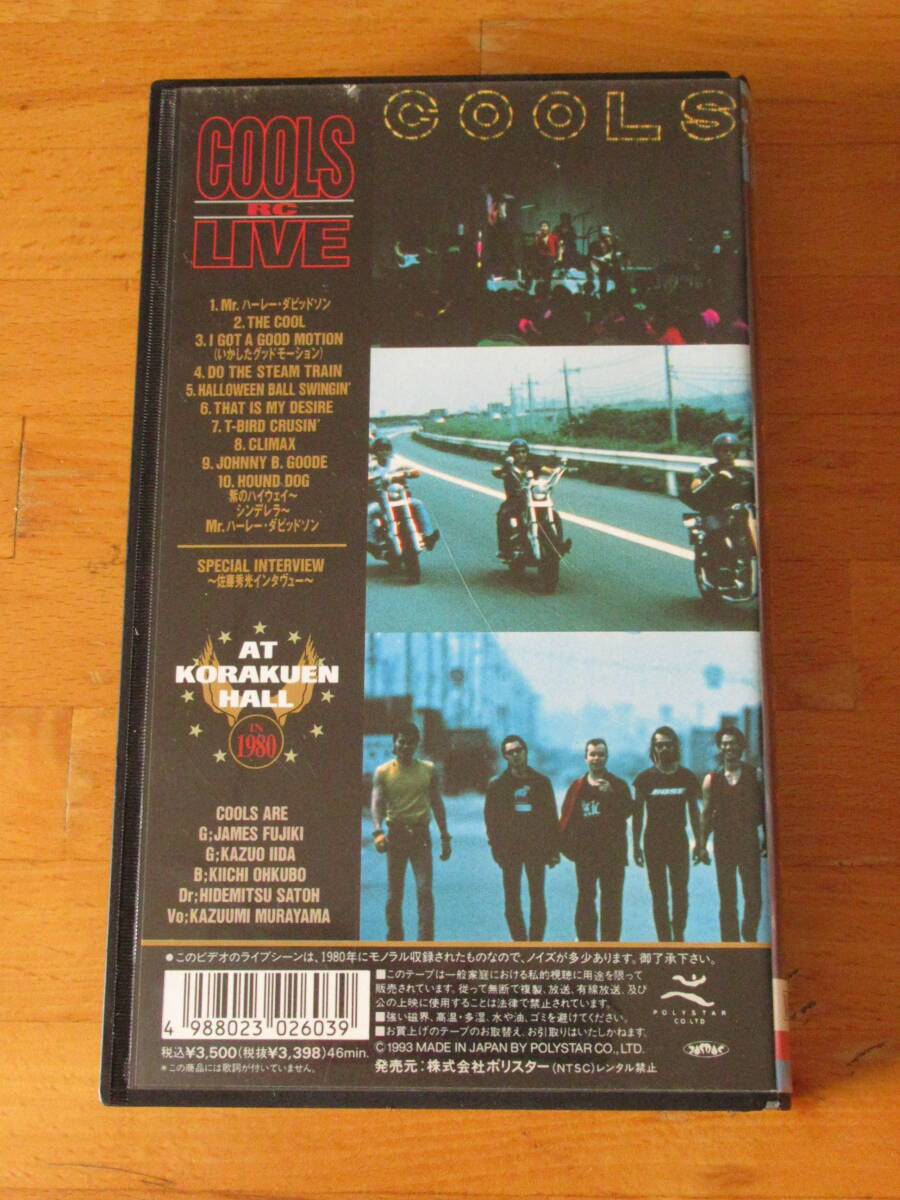 COOLS
COOLS
RC
LIVE
1. Mr. ハーレー・ダビッドソン
2. THE COOL
3. I GOT A GOOD MOTION
(いかしたグッドモーション)
4. DO THE STEAM TRAIN
5. HALLOWEEN BALL SWINGIN'
6. THAT IS MY DESIRE
7. T-BIRD CRUSIN'
8. CLIMAX
9. JOHNNY B. GOODE
10. HOUND DOG
紫のハイウェイ〜
シンデレラ〜
Mr. ハーレー・ダビッドソン
SPECIAL INTERVIEW
〜佐藤秀光インタヴュー〜
AT
KORAKUEN
HALL
IN
1980
COOLS ARE
G;JAMES FUJIKI
G;KAZUO IIDA
B;KIICHI OHKUBO
Dr;HIDEMITSU SATOH
Vo;KAZUUMI MURAYAMA
BOSE
●このビデオのライブシーンは、1980年にモノラル収録されたものなので、ノイズが多少あります。御了承下さい。
■このテープは一般家庭における私的視聴に用途を限って
販売されています。従って無断で複製、放送、有線放送、及び
公の上映に使用することは法律で禁止されています。
■強い磁界、高温・多湿、水や油、ゴミを避けてください。
■お買上げのテープのお取替え、お引取りはいたしかねます。
Ⓒ1993 MADE IN JAPAN BY POLYSTAR CO., LTD.
発売元：株式会社ポリスター(NTSC)レンタル禁止
POLYSTAR
CO.LTD
4 988023 026039
税込¥3,500(税抜¥3,398)46min.
＊この商品には歌詞が付いていません。